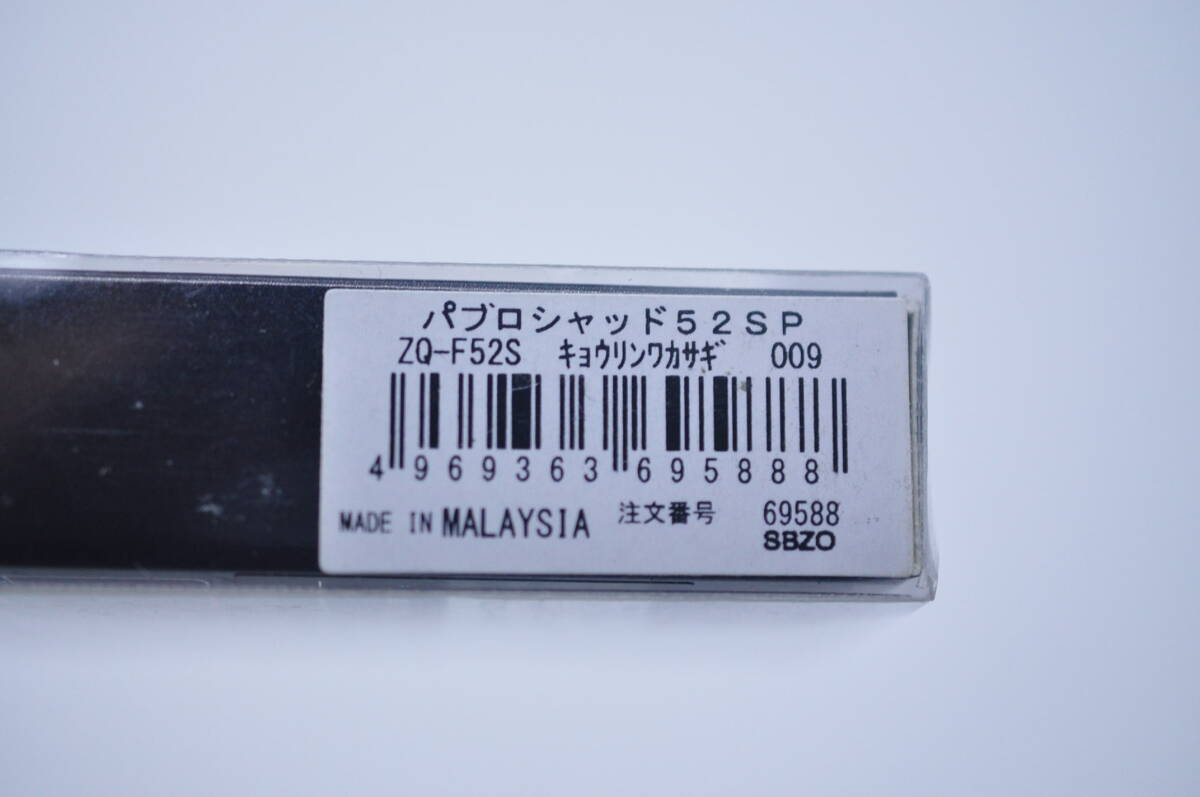 パブロシャッド５２ＳＰ
ZQ-F52S ｷｮｳﾘﾝﾜｶｻｷﾞ 009
4 969363 695888
MADE IN MALAYSIA 注文番号 69588
SBZO